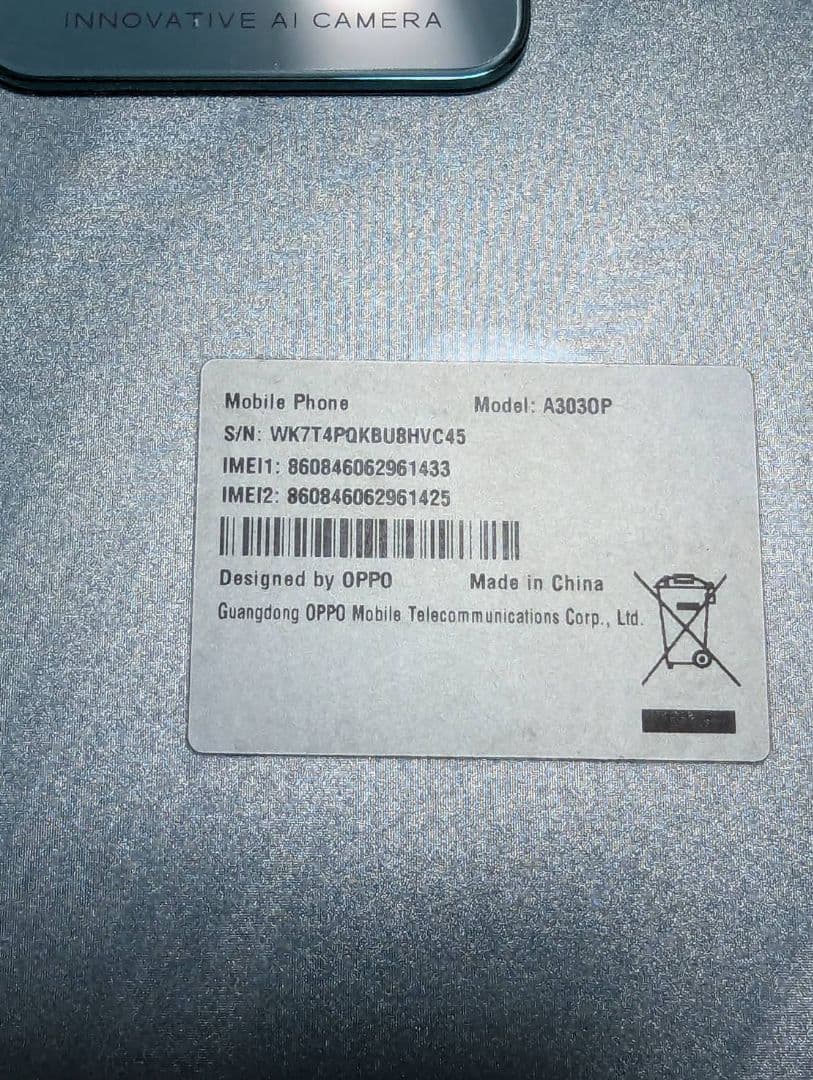 INNOVATIVE AI CAMERA
Mobile Phone Model: A303OP
S/N: WK7T4PQKBU8HVC45
IMEI1: 860846062961433
IMEI2: 860846062961425
Designed by OPPO Made in China
Guangdong OPPO Mobile Telecommunications Corp., Ltd.